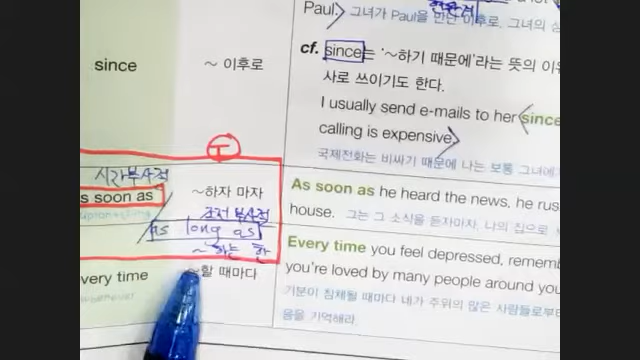 Paul, 그녀가 Paul을 만난 이후로, 그녀의
since
~ 이후로
cf. since는 '~하기 때문에'라는 뜻의 이유
사로 쓰이기도 한다.
I usually send e-mails to her since
calling is expensive.
국제전화는 비싸기 때문에 나는 보통 그녀에게
T
시간부사절
s soon as
~하자 마자
As soon as he heard the news, he rus
house. 그는 그 소식을 듣자마자, 나의 집으로
조건 부사절
as long as
~하는 한
very time
whenever
~할 때마다
Every time you feel depressed, remem
you're loved by many people around you
기분이 침체될 때마다 네가 주위의 많은 사람들로부터
음을 기억해라.